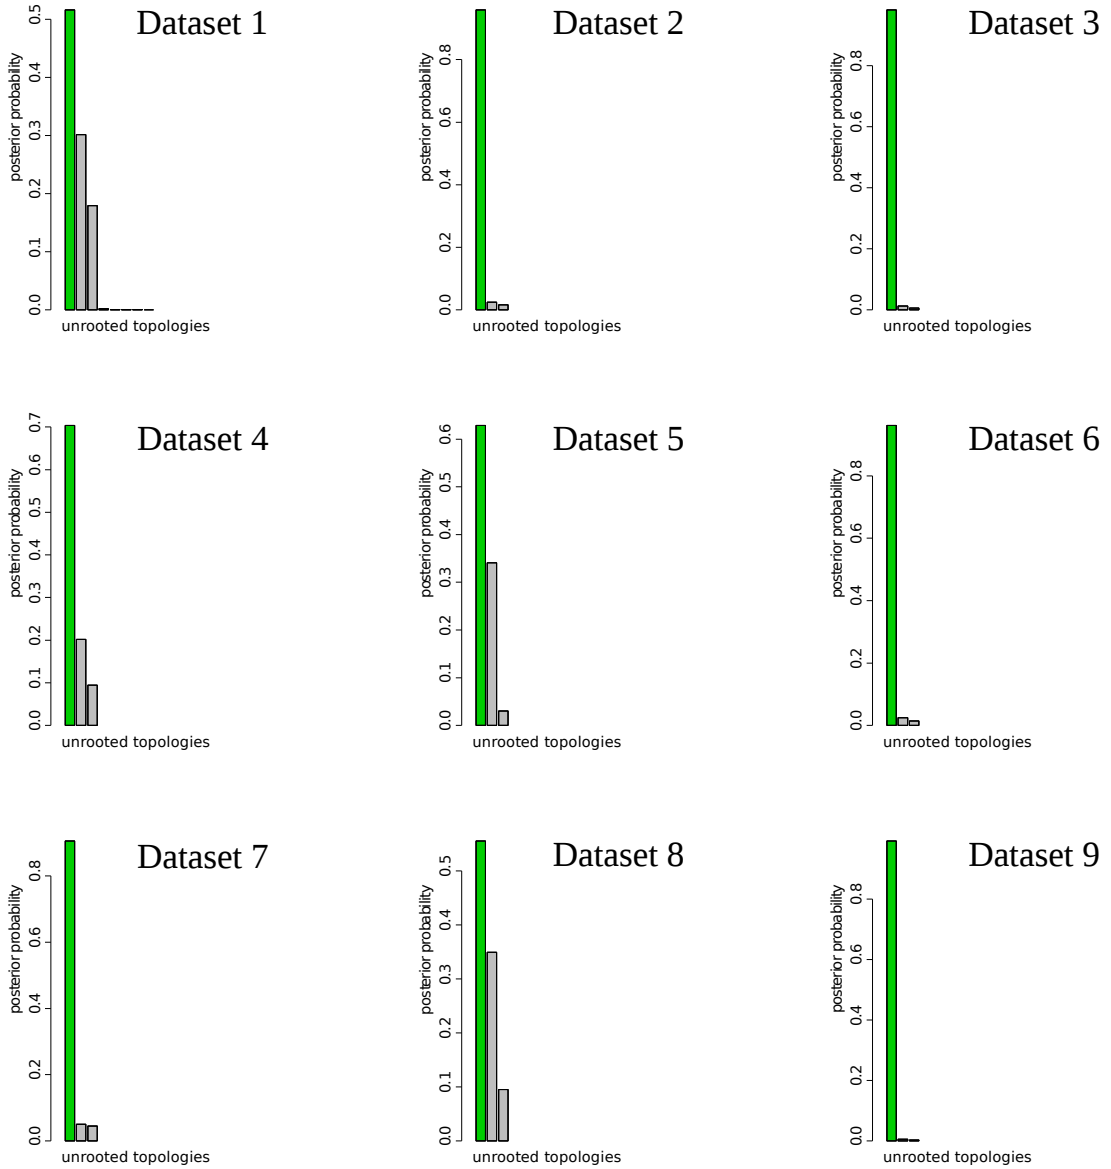 Dataset 1
posterior probability
0.0 0.1 0.2 0.3 0.4 0.5
unrooted topologies
Dataset 2
posterior probability
0.0 0.2 0.4 0.6 0.8
unrooted topologies
Dataset 3
posterior probability
0.0 0.2 0.4 0.6 0.8
unrooted topologies
Dataset 4
posterior probability
0.0 0.1 0.2 0.3 0.4 0.5 0.6 0.7
unrooted topologies
Dataset 5
posterior probability
0.0 0.1 0.2 0.3 0.4 0.5 0.6
unrooted topologies
Dataset 6
posterior probability
0.0 0.2 0.4 0.6 0.8
unrooted topologies
Dataset 7
posterior probability
0.0 0.2 0.4 0.6 0.8
unrooted topologies
Dataset 8
posterior probability
0.0 0.1 0.2 0.3 0.4 0.5
unrooted topologies
Dataset 9
posterior probability
0.0 0.2 0.4 0.6 0.8
unrooted topologies